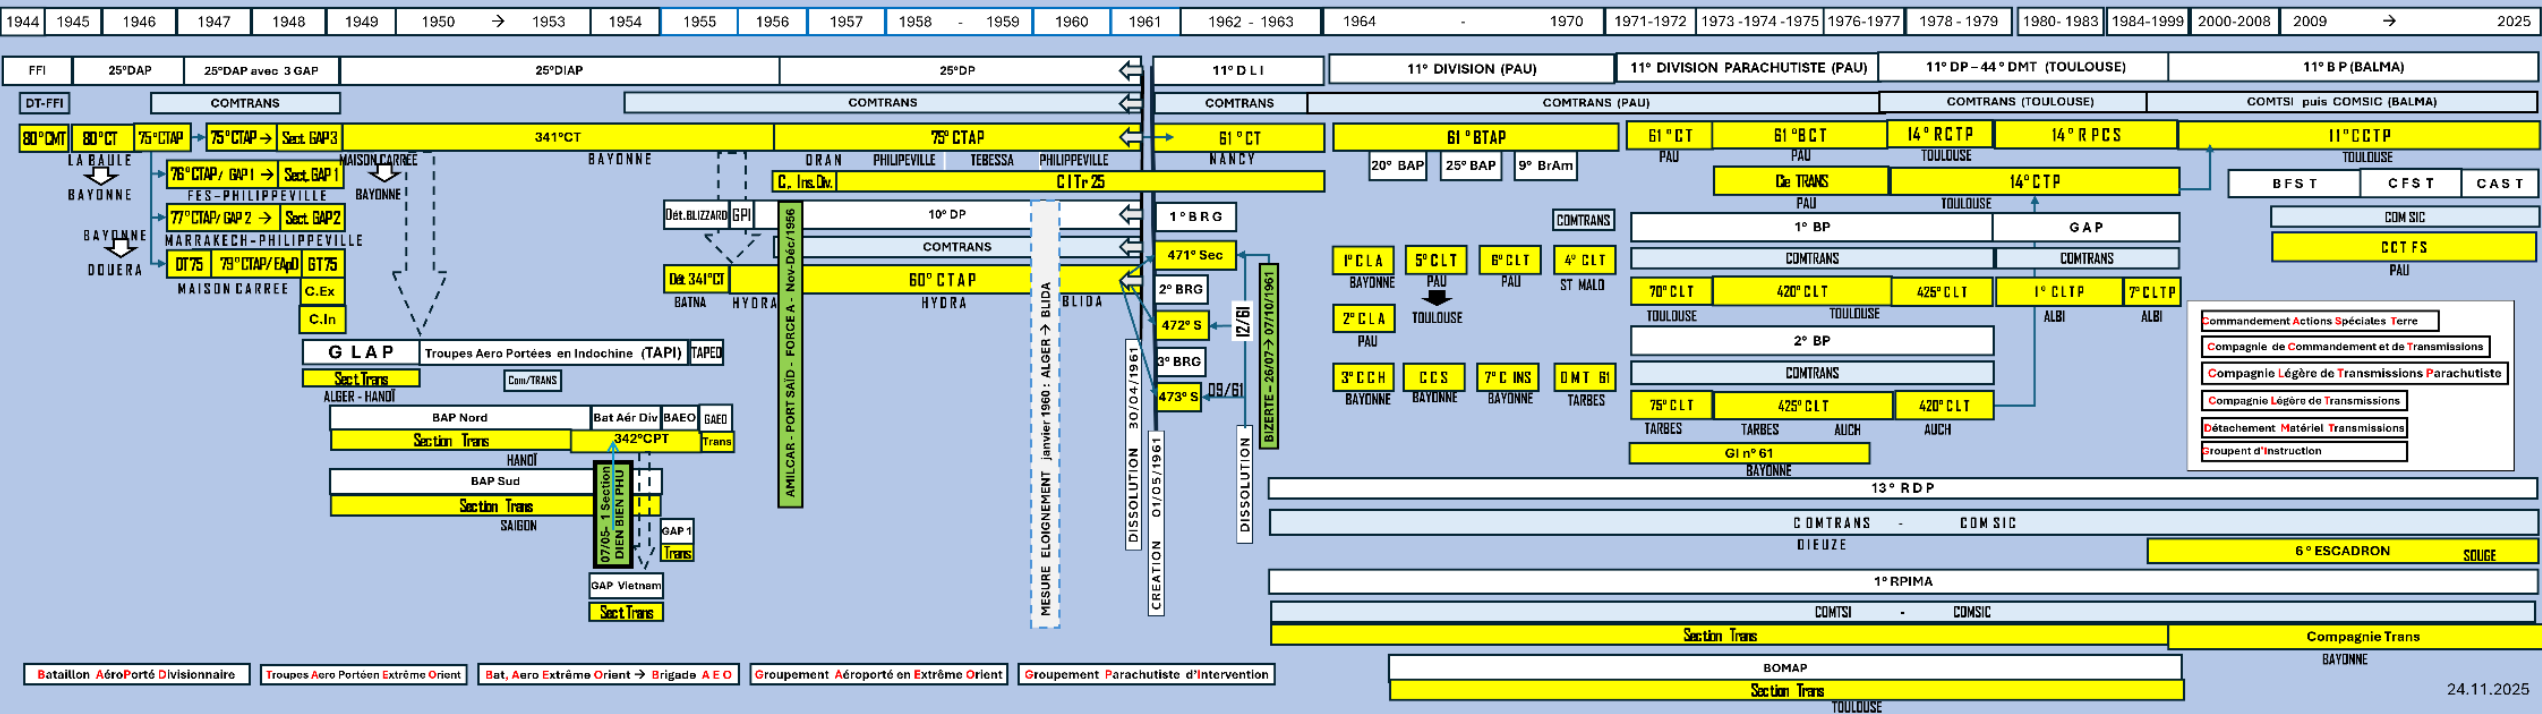 1944 1945 1946 1947 1948 1949 1950 → 1953 1954 1955 1956 1957 1958 - 1959 1960 1961 1962 - 1963 1964 - 1970 1971-1972 1973 -1974 -1975 1976-1977 1978 - 1979 1980- 1983 1984-1999 2000-2008 2009 → 2025
FFI 25°DAP 25°DAP avec 3 GAP 25°DIAP 25°DP 11° D L I 11° DIVISION (PAU) 11° DIVISION PARACHUTISTE (PAU) 11° DP – 44° DMT (TOULOUSE) 11° B P (BALMA)
DT-FFI COMTRANS COMTRANS COMTRANS COMTRANS (PAU) COMTRANS (TOULOUSE) COMTSI puis COMSIC (BALMA)
80°CMT 80°CT 75°CTAP 75°CTAP → Sect. GAP3 341°CT 75° CTAP 61 °CT 61 °BTAP 61 °CT 61 °BCT 14° RCTP 14° R P C S 11°CCTP
LA BAULE MAISON CARREE BAYONNE ORAN PHILIPEVILLE TEBESSA PHILIPPEVILLE NANCY PAU PAU TOULOUSE TOULOUSE
20° BAP 25° BAP 9° BrAm
BAYONNE 76°CTAP/ GAP 1 → Sect. GAP 1 BAYONNE C. Ins. Div. C I Tr 25 Cie TRANS 14° CTP B F S T C F S T C A S T
FES-PHILIPPEVILLE PAU TOULOUSE
77°CTAP/ GAP 2 → Sect. GAP2 Dét.BLIZZARD GPI 10° DP 1° B R G COMTRANS 1° BP G A P COM SIC
BAYONNE MARRAKECH-PHILIPPEVILLE
COMTRANS 471° Sec COMTRANS COMTRANS CCT FS
DOUERA DT75 79°CTAP/EApD GT75 1°CLA 5° CLT 6° CLT 4° CLT PAU
MAISON CARREE C.Ex Dét 341°CT 60° CTAP 2° BRG BAYONNE PAU PAU ST MALO 70° CLT 420° CLT 425° CLT 1° CLTP 7° CLTP
BATNA HYDRA HYDRA BLIDA TOULOUSE TOULOUSE TOULOUSE ALBI ALBI
C.In 472° S 2° CLA
PAU
G L A P Troupes Aero Portées en Indochine (TAPI) TAPEO 3° BRG 2° BP
Sect Trans Com/TRANS 3° CCH CCS 7° C INS DMT 61 COMTRANS
ALGER - HANOÏ BAYONNE BAYONNE BAYONNE TARBES
473° S 09/61 12/61
BAP Nord Bat Aér Div BAEO GAEO 75° CLT 425° CLT 420° CLT
Section Trans 342°CPT Trans TARBES TARBES AUCH AUCH
HANOÏ GI n° 61
BAYONNE
BAP Sud 13° R D P
Section Trans
SAIGON COMTRANS - COM SIC
DIEUZE
GAP 1
Trans
6° ESCADRON SOUGE
07/05- 1 Section
DIEN BIEN PHU
GAP Vietnam
Sect Trans
AMILCAR - PORT SAÏD - FORCE A - Nov-Déc/1956
MESURE ELOIGNEMENT janvier 1960 : ALGER → BLIDA
DISSOLUTION 30/04/1961
CREATION 01/05/1961
DISSOLUTION
BIZERTE – 26/07 → 07/10/1961
1° RPIMA
COMTSI - COMSIC
Section Trans Compagnie Trans
BAYONNE
BOMAP
Section Trans
TOULOUSE
Commandement Actions Spéciales Terre
Compagnie de Commandement et de Transmissions
Compagnie Légère de Transmissions Parachutiste
Compagnie Légère de Transmissions
Détachement Matériel Transmissions
Groupent d'Instruction
Bataillon AéroPorté Divisionnaire
Troupes Aero Portéen Extrême Orient
Bat, Aero Extrême Orient → Brigade A E O
Groupement Aéroporté en Extrême Orient
Groupement Parachutiste d'Intervention
24.11.2025